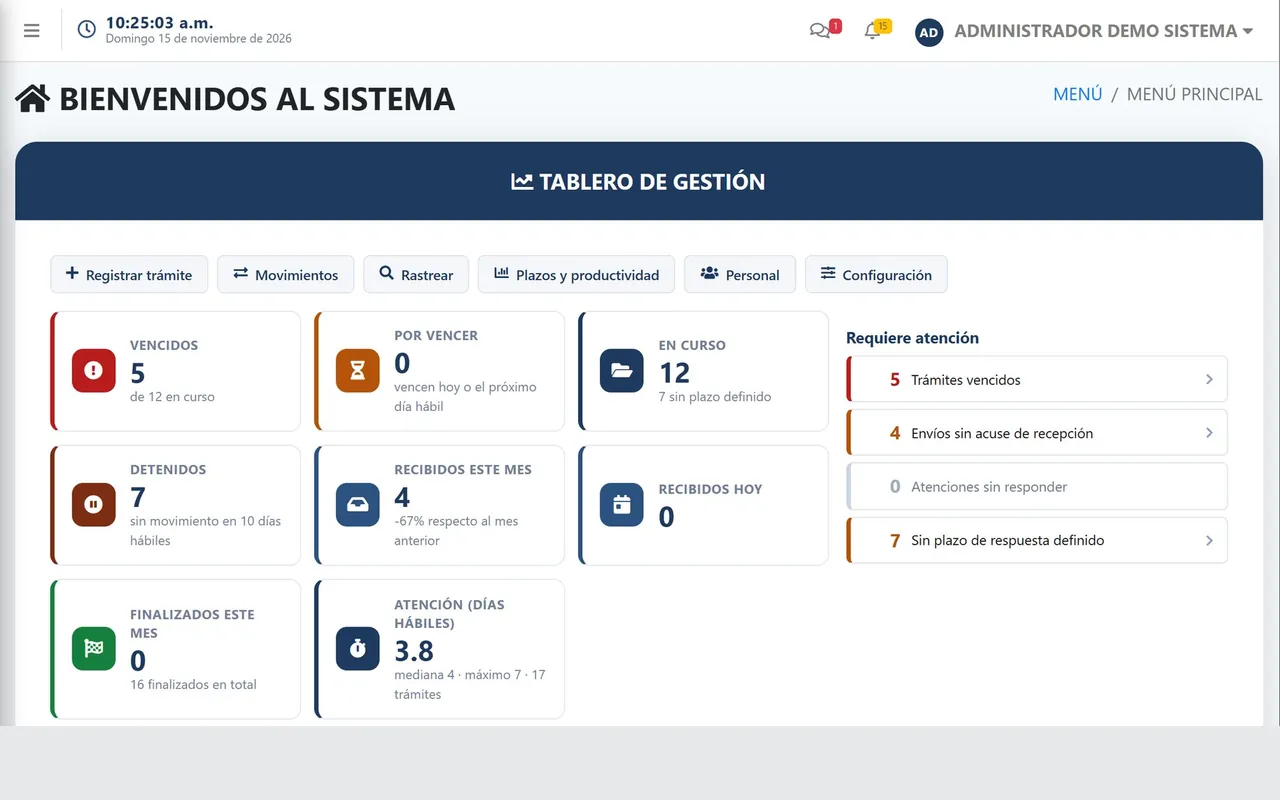 10:25:03 a.m.
Domingo 15 de noviembre de 2026
1
15
AD
ADMINISTRADOR DEMO SISTEMA
BIENVENIDOS AL SISTEMA
MENÚ / MENÚ PRINCIPAL
TABLERO DE GESTIÓN
Registrar trámite
Movimientos
Rastrear
Plazos y productividad
Personal
Configuración
VENCIDOS
5
de 12 en curso
POR VENCER
0
vencen hoy o el próximo
día hábil
EN CURSO
12
7 sin plazo definido
DETENIDOS
7
sin movimiento en 10 días
hábiles
RECIBIDOS ESTE MES
4
-67% respecto al mes
anterior
RECIBIDOS HOY
0
FINALIZADOS ESTE
MES
0
16 finalizados en total
ATENCIÓN (DÍAS
HÁBILES)
3.8
mediana 4 · máximo 7 · 17
trámites
Requiere atención
5 Trámites vencidos
4 Envíos sin acuse de recepción
0 Atenciones sin responder
7 Sin plazo de respuesta definido